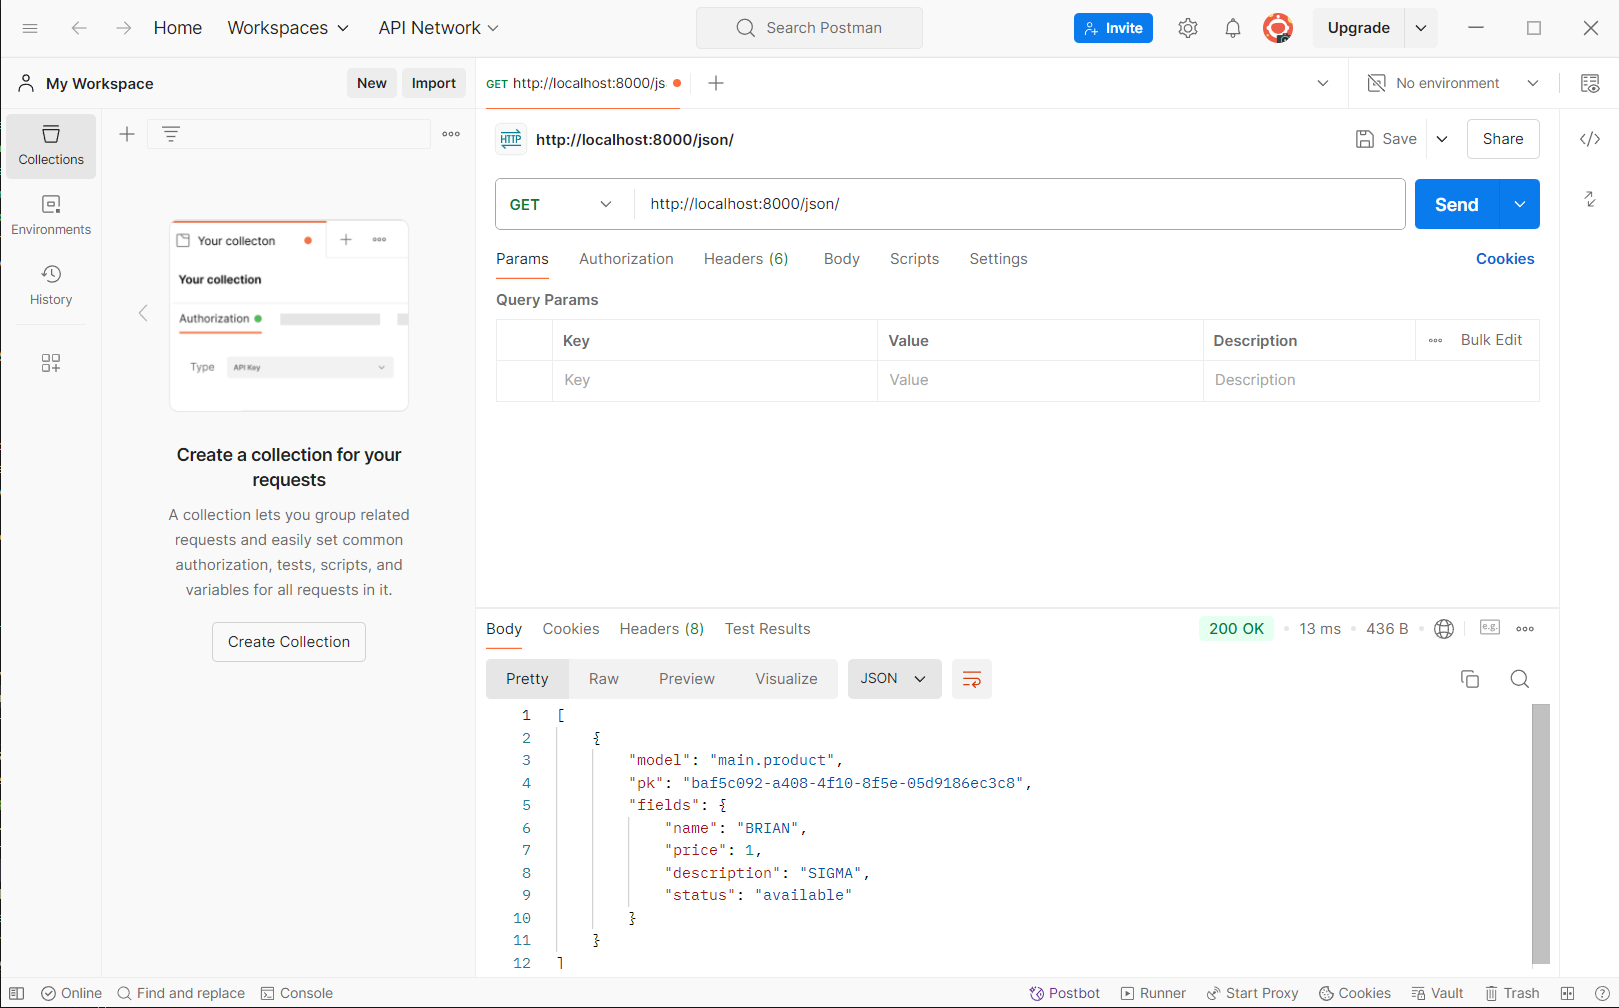 Home Workspaces API Network Search Postman Invite Upgrade
My Workspace New Import GET http://localhost:8000/js No environment
Collections
Environments
History
Your collecton
Your collection
Authorization
Type API Key
Create a collection for your
requests
A collection lets you group related
requests and easily set common
authorization, tests, scripts, and
variables for all requests in it.
Create Collection
HTTP http://localhost:8000/json/ Save Share
GET http://localhost:8000/json/ Send
Params Authorization Headers (6) Body Scripts Settings Cookies
Query Params
Key Value Description Bulk Edit
Key Value Description
Body Cookies Headers (8) Test Results 200 OK 13 ms 436 B e.g.
Pretty Raw Preview Visualize JSON
1 [
2 {
3 "model": "main.product",
4 "pk": "baf5c092-a408-4f10-8f5e-05d9186ec3c8",
5 "fields": {
6 "name": "BRIAN",
7 "price": 1,
8 "description": "SIGMA",
9 "status": "available"
10 }
11 }
12 ]
Online Find and replace Console Postbot Runner Start Proxy Cookies Vault Trash